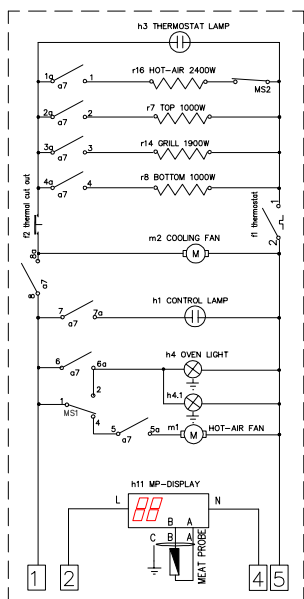 h3 THERMOSTAT LAMP
r16 HOT-AIR 2400W
1a
1
a7
MS2
r7 TOP 1000W
2a
2
a7
r14 GRILL 1900W
3a
3
a7
r8 BOTTOM 1000W
4a
4
a7
f2 thermal cut out
1
f1 thermostat
2
m2 COOLING FAN
M
8a
a7
8
h1 CONTROL LAMP
7
7a
a7
h4 OVEN LIGHT
6
6a
a7
2
h4.1
1
MS1
4
m1
HOT-AIR FAN
M
5
5a
a7
h11 MP-DISPLAY
L
88
N
B A
C
B A
MEAT PROBE
1
2
4
5